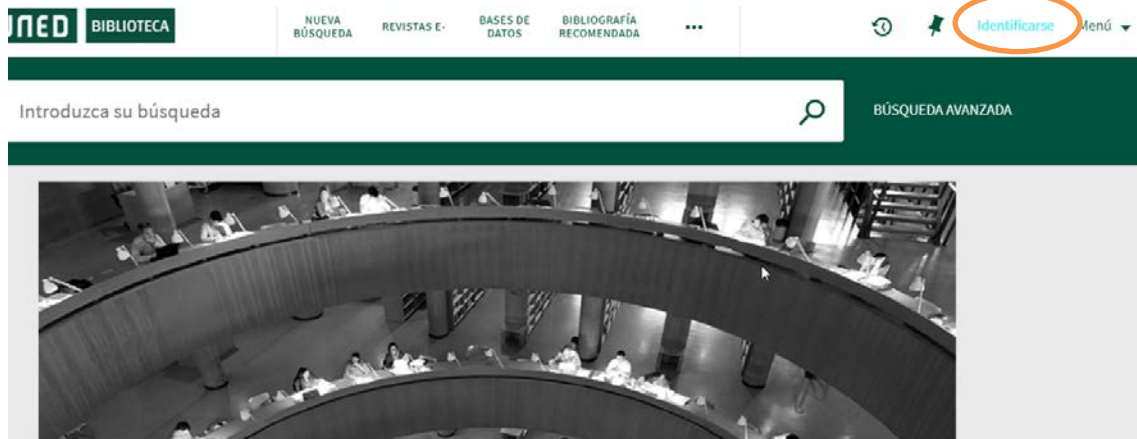 UNED BIBLIOTECA
NUEVA
BÚSQUEDA
REVISTAS E-
BASES DE
DATOS
BIBLIOGRAFÍA
RECOMENDADA
Identificarse
Menú
Introduzca su búsqueda
BÚSQUEDA AVANZADA